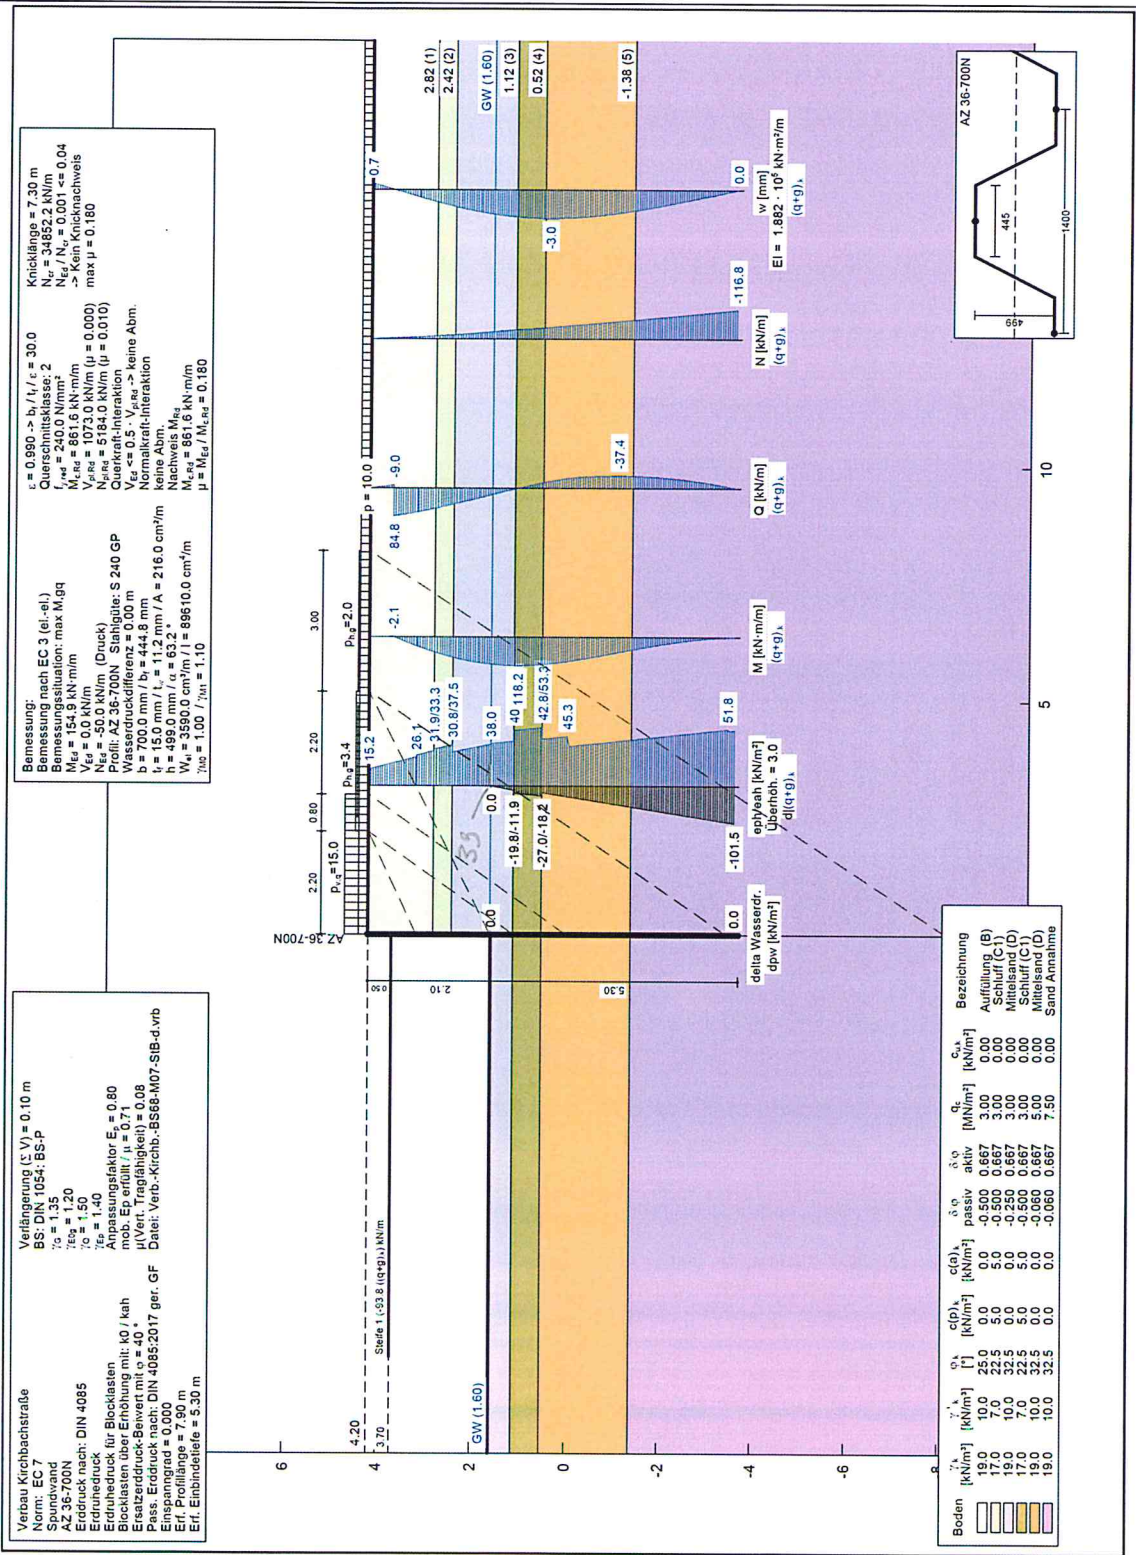 Verbau Kirchbachstraße
Norm: EC 7
Spundwand
AZ 36-700N
Erddruck nach: DIN 4085
Erdruhedruck
Erdruhedruck für Blocklasten
Blocklasten über Erhöhung mit: k0 / kah
Ersatzerddruck-Beiwert mit φ = 40 °
Pass. Erddruck nach: DIN 4085:2017 ger. GF
Einspanngrad = 0.000
Erf. Profillänge = 7.90 m
Erf. Einbindetiefe = 5.30 m
Verlängerung (Σ V) = 0.10 m
BS: DIN 1054: BS-P
γG = 1.35
γE0g = 1.20
γQ = 1.50
γEp = 1.40
Anpassungsfaktor Ep = 0.80
mob. Ep erfüllt / μ = 0.71
μ(Vert. Tragfähigkeit) = 0.08
Datei: Verb.-Kirchb.-BS68-M07-StB-d.vrb
Bemessung:
Bemessung nach EC 3 (el.-el.)
Bemessungssituation: max M,gq
MEd = 154.9 kN·m/m
VEd = 0.0 kN/m
NEd = -50.0 kN/m (Druck)
Profil: AZ 36-700N Stahlgüte: S 240 GP
Wasserdruckdifferenz = 0.00 m
b = 700.0 mm / bf = 444.8 mm
tf = 15.0 mm / tw = 11.2 mm / A = 216.0 cm²/m
h = 499.0 mm / α = 63.2 °
Wel = 3590.0 cm³/m / I = 89610.0 cm⁴/m
γM0 = 1.00 / γM1 = 1.10
ε = 0.990 -> bf / tf / ε = 30.0
Querschnittsklasse: 2
fy,red = 240.0 N/mm²
Mc,Rd = 861.6 kN·m/m
Vpl,Rd = 1073.0 kN/m (μ = 0.000)
Npl,Rd = 5184.0 kN/m (μ = 0.010)
Querkraft-Interaktion
VEd <= 0.5 · Vpl,Rd -> keine Abm.
Normalkraft-Interaktion
keine Abm.
Nachweis MRd
Mc,Rd = 861.6 kN·m/m
μ = MEd / Mc,Rd = 0.180
Knicklänge = 7.30 m
Ncr = 34852.2 kN/m
NEd / Ncr = 0.001 <= 0.04
-> Kein Knicknachweis
max μ = 0.180
2.20
0.80
2.20
3.00
pv,q=15.0
ph,g=3.4
ph,g=2.0
p = 10.0
AZ 36-700N
4.20
3.70
Steife 1 (-93.8 ((q+g)k) kN/m
GW (1.60)
0.50
2.10
5.30
6
4
2
0
-2
-4
-6
-8
5
10
0.0
0.0
delta Wasserdr.
dpw [kN/m²]
39
15.2
26.1
31.9/33.3
30.8/37.5
38.0
40
42.8/53.3
45.3
51.8
0.0
-19.8/-11.9
-27.0/-18.2
-101.5
eph/eah [kN/m²]
Überhöh. = 3.0
d|(q+g)k
-2.1
118.2
M [kN·m/m]
(q+g)k
-9.0
84.8
-37.4
Q [kN/m]
(q+g)k
-116.8
N [kN/m]
(q+g)k
0.7
-3.0
0.0
w [mm]
(q+g)k
EI = 1.882 · 10⁵ kN·m²/m
2.82 (1)
2.42 (2)
GW (1.60)
1.12 (3)
0.52 (4)
-1.38 (5)
AZ 36-700N
445
499
1400
Boden γk [kN/m³] γ'k [kN/m³] φk [°] c(p)k [kN/m²] c(a)k [kN/m²] δ/φ passiv δ/φ aktiv qc [MN/m²] cu,k [kN/m²] Bezeichnung
19.0 10.0 25.0 0.0 0.0 -0.500 0.667 3.00 0.00 Auffüllung (B)
17.0 7.0 22.5 5.0 5.0 -0.500 0.667 3.00 0.00 Schluff (C1)
19.0 10.0 32.5 0.0 0.0 -0.250 0.667 3.00 0.00 Mittelsand (D)
17.0 7.0 22.5 5.0 5.0 -0.500 0.667 3.00 0.00 Schluff (C1)
19.0 10.0 32.5 0.0 0.0 -0.060 0.667 5.00 0.00 Mittelsand (D)
19.0 10.0 32.5 0.0 0.0 -0.060 0.667 7.50 0.00 Sand Annahme